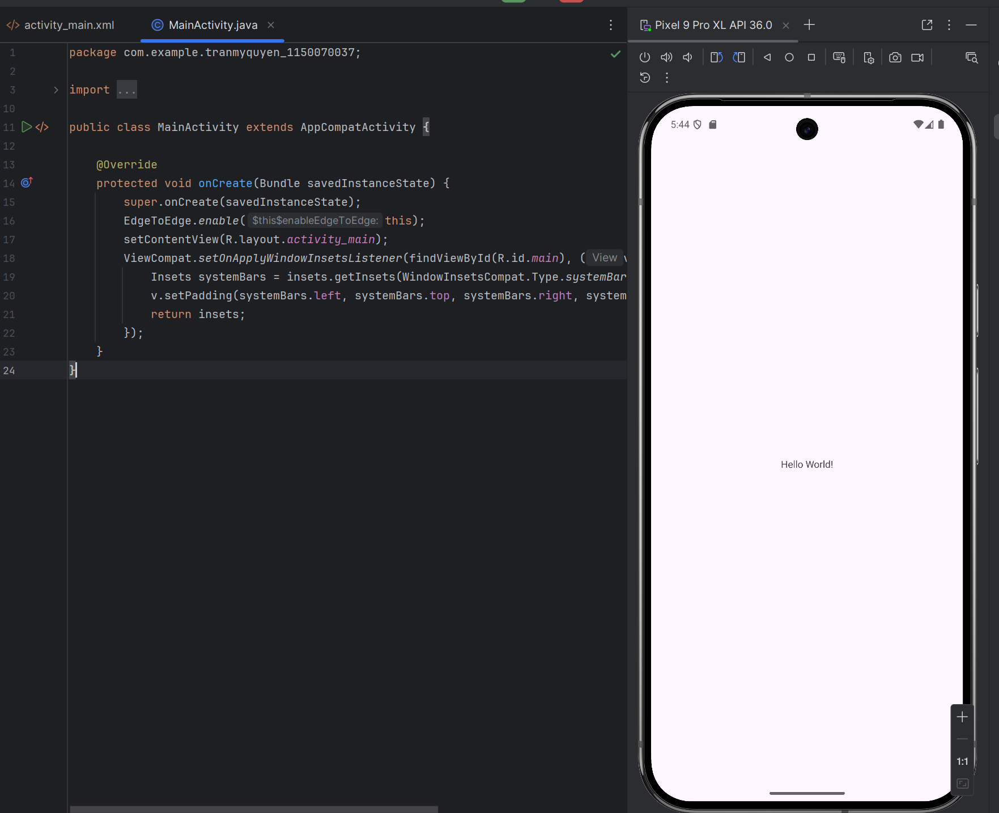 activity_main.xml
MainActivity.java
Pixel 9 Pro XL API 36.0
1 package com.example.tranmyquyen_1150070037;
2
3 import ...
10
11 public class MainActivity extends AppCompatActivity {
12
13 @Override
14 protected void onCreate(Bundle savedInstanceState) {
15 super.onCreate(savedInstanceState);
16 EdgeToEdge.enable( $this$enableEdgeToEdge: this);
17 setContentView(R.layout.activity_main);
18 ViewCompat.setOnApplyWindowInsetsListener(findViewById(R.id.main), ( View v
19 Insets systemBars = insets.getInsets(WindowInsetsCompat.Type.systemBar
20 v.setPadding(systemBars.left, systemBars.top, systemBars.right, system
21 return insets;
22 });
23 }
24 }
5:44
Hello World!
1:1